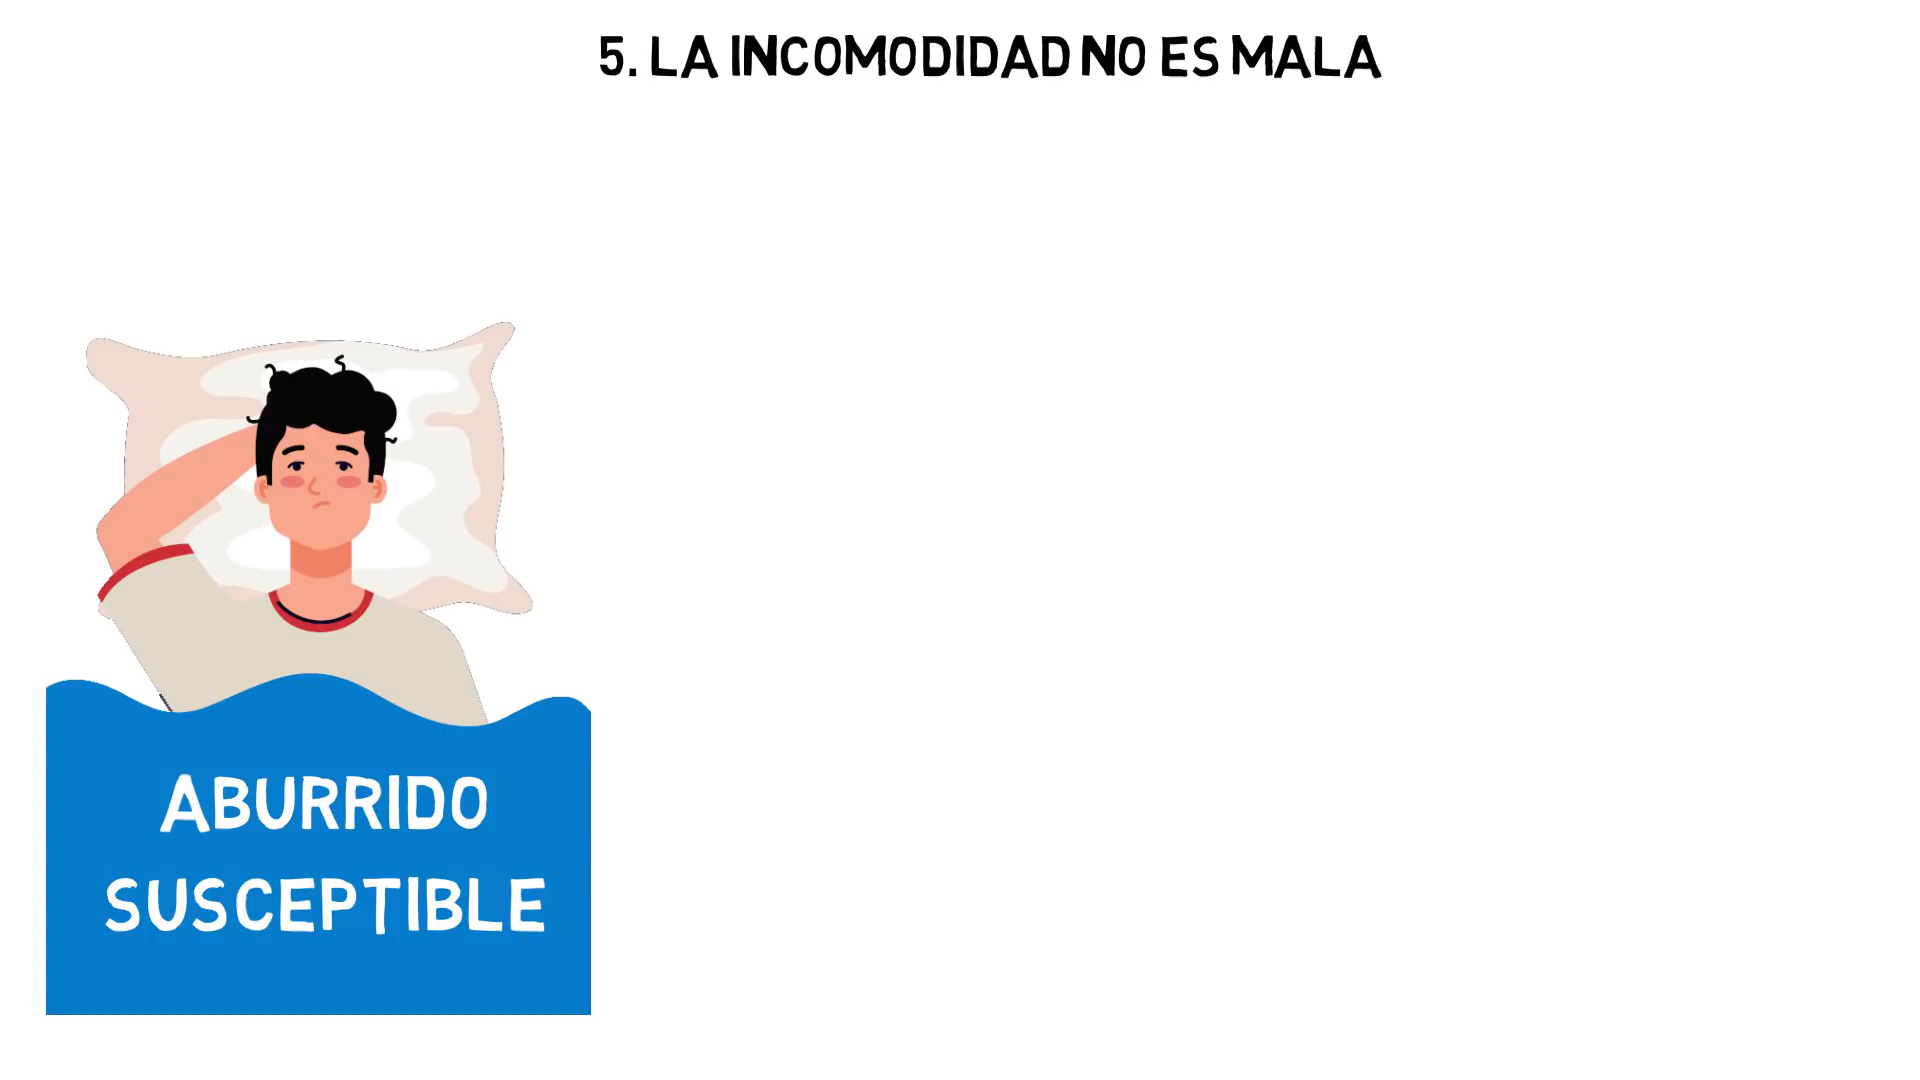 5. LA INCOMODIDAD NO ES MALA
ABURRIDO
SUSCEPTIBLE